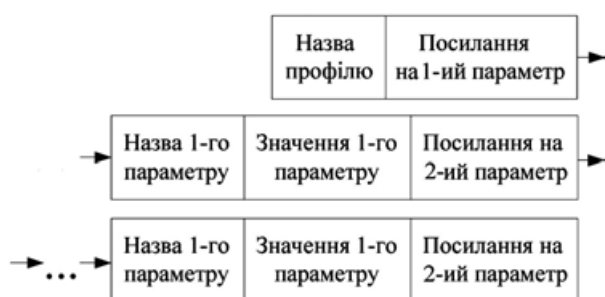 Назва Посилання
профілю на 1-ий параметр
Назва 1-го Значення 1-го Посилання на
параметру параметру 2-ий параметр
...
Назва 1-го Значення 1-го Посилання на
параметру параметру 2-ий параметр